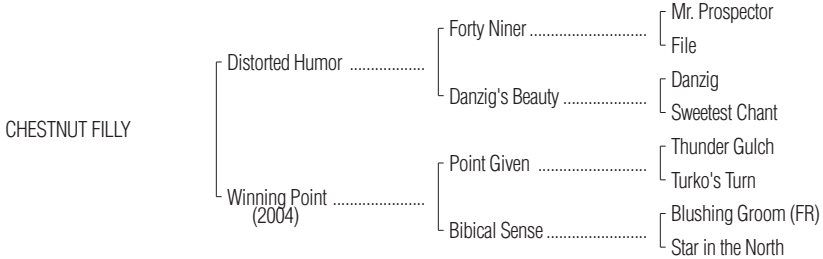 Mr. Prospector
Forty Niner ............................
File
Distorted Humor ..................
Danzig
Danzig's Beauty ....................
Sweetest Chant
CHESTNUT FILLY
Thunder Gulch
Point Given ..........................
Turko's Turn
Winning Point ......................
(2004)
Blushing Groom (FR)
Bibical Sense ........................
Star in the North